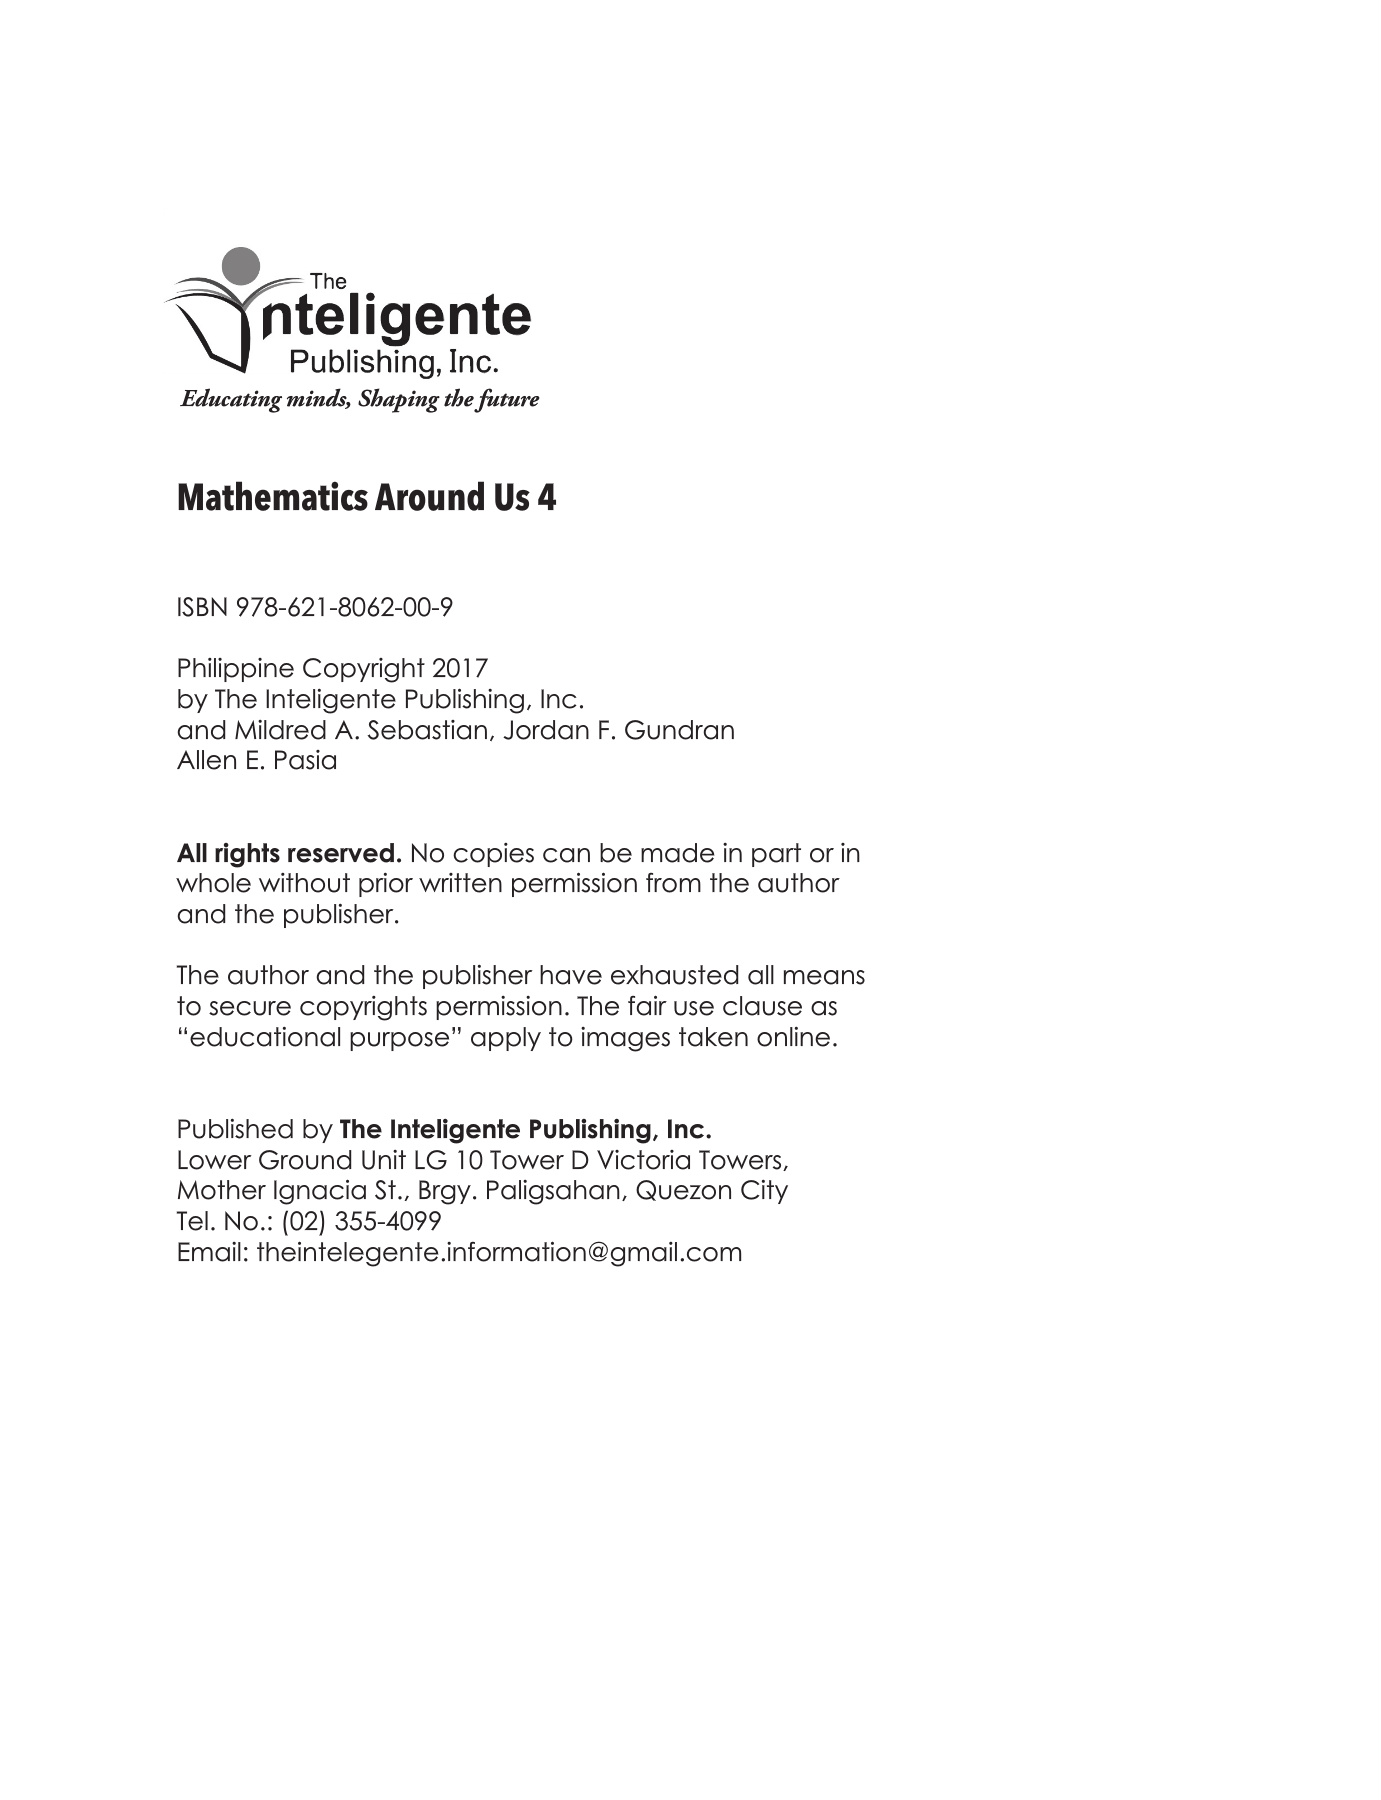 The
Inteligente
Publishing, Inc.
Educating minds, Shaping the future
Mathematics Around Us 4
ISBN 978-621-8062-00-9
Philippine Copyright 2017
by The Inteligente Publishing, Inc.
and Mildred A. Sebastian, Jordan F. Gundran
Allen E. Pasia
All rights reserved. No copies can be made in part or in
whole without prior written permission from the author
and the publisher.
The author and the publisher have exhausted all means
to secure copyrights permission. The fair use clause as
“educational purpose” apply to images taken online.
Published by The Inteligente Publishing, Inc.
Lower Ground Unit LG 10 Tower D Victoria Towers,
Mother Ignacia St., Brgy. Paligsahan, Quezon City
Tel. No.: (02) 355-4099
Email: theintelegente.information@gmail.com